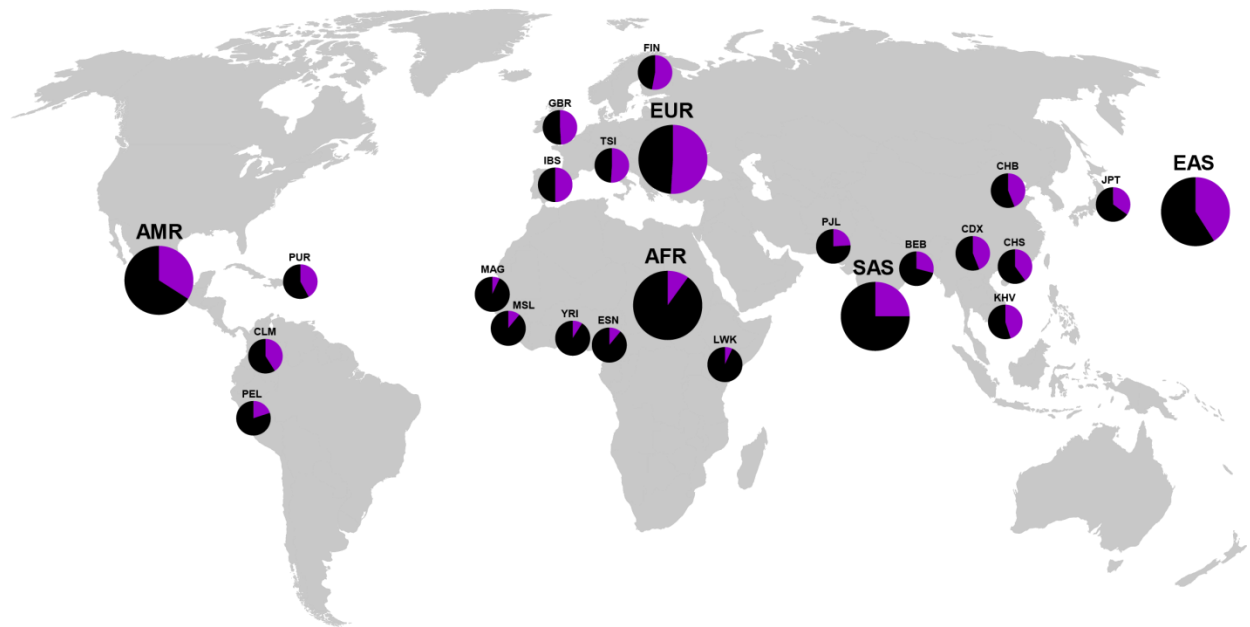 FIN
GBR
EUR
TSI
IBS
CHB
EAS
JPT
AMR
PUR
PJL
CDX
BEB
CHS
AFR
SAS
MAG
MSL
YRI
ESN
KHV
LWK
CLM
PEL